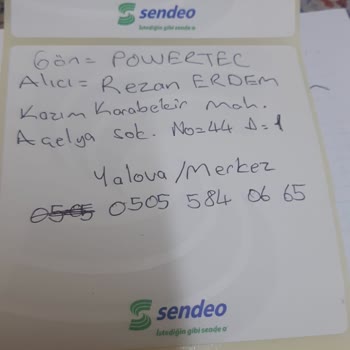 sendeo
İstediğin gibi sende o
Gön= POWERTEC
Alıcı= Rezan ERDEM
Kazım Karabekir mah.
Açelya sok. No=44 D=1
Yalova/Merkez
0505 0505 584 06 65
sendeo
İstediğin gibi sende o